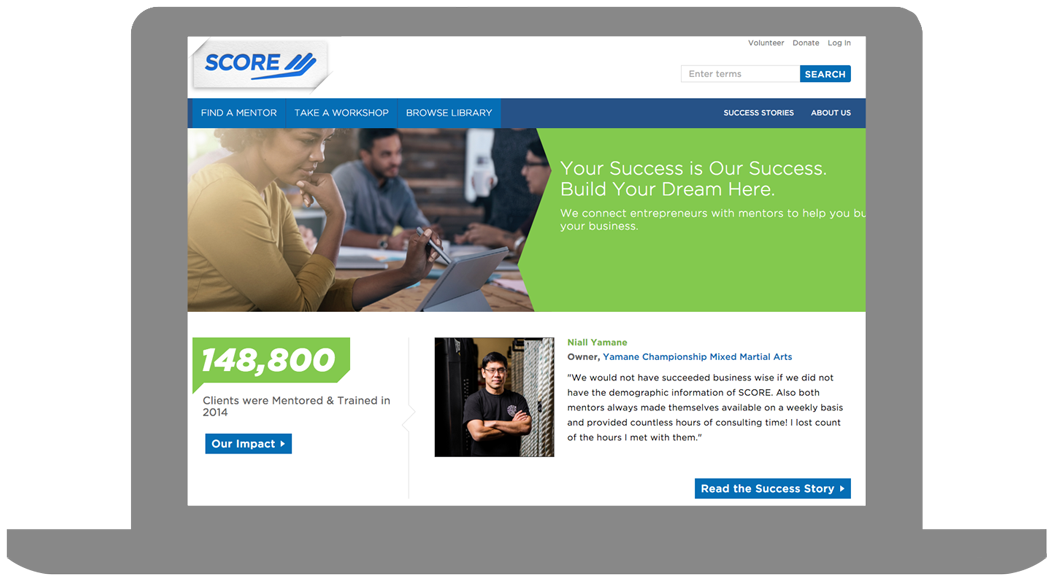 Volunteer Donate Log In
SCORE
Enter terms SEARCH
FIND A MENTOR TAKE A WORKSHOP BROWSE LIBRARY SUCCESS STORIES ABOUT US
Your Success is Our Success.
Build Your Dream Here.
We connect entrepreneurs with mentors to help you bu
your business.
148,800
Clients were Mentored & Trained in
2014
Our Impact
Niall Yamane
Owner, Yamane Championship Mixed Martial Arts
"We would not have succeeded business wise if we did not
have the demographic information of SCORE. Also both
mentors always made themselves available on a weekly basis
and provided countless hours of consulting time! I lost count
of the hours I met with them."
Read the Success Story